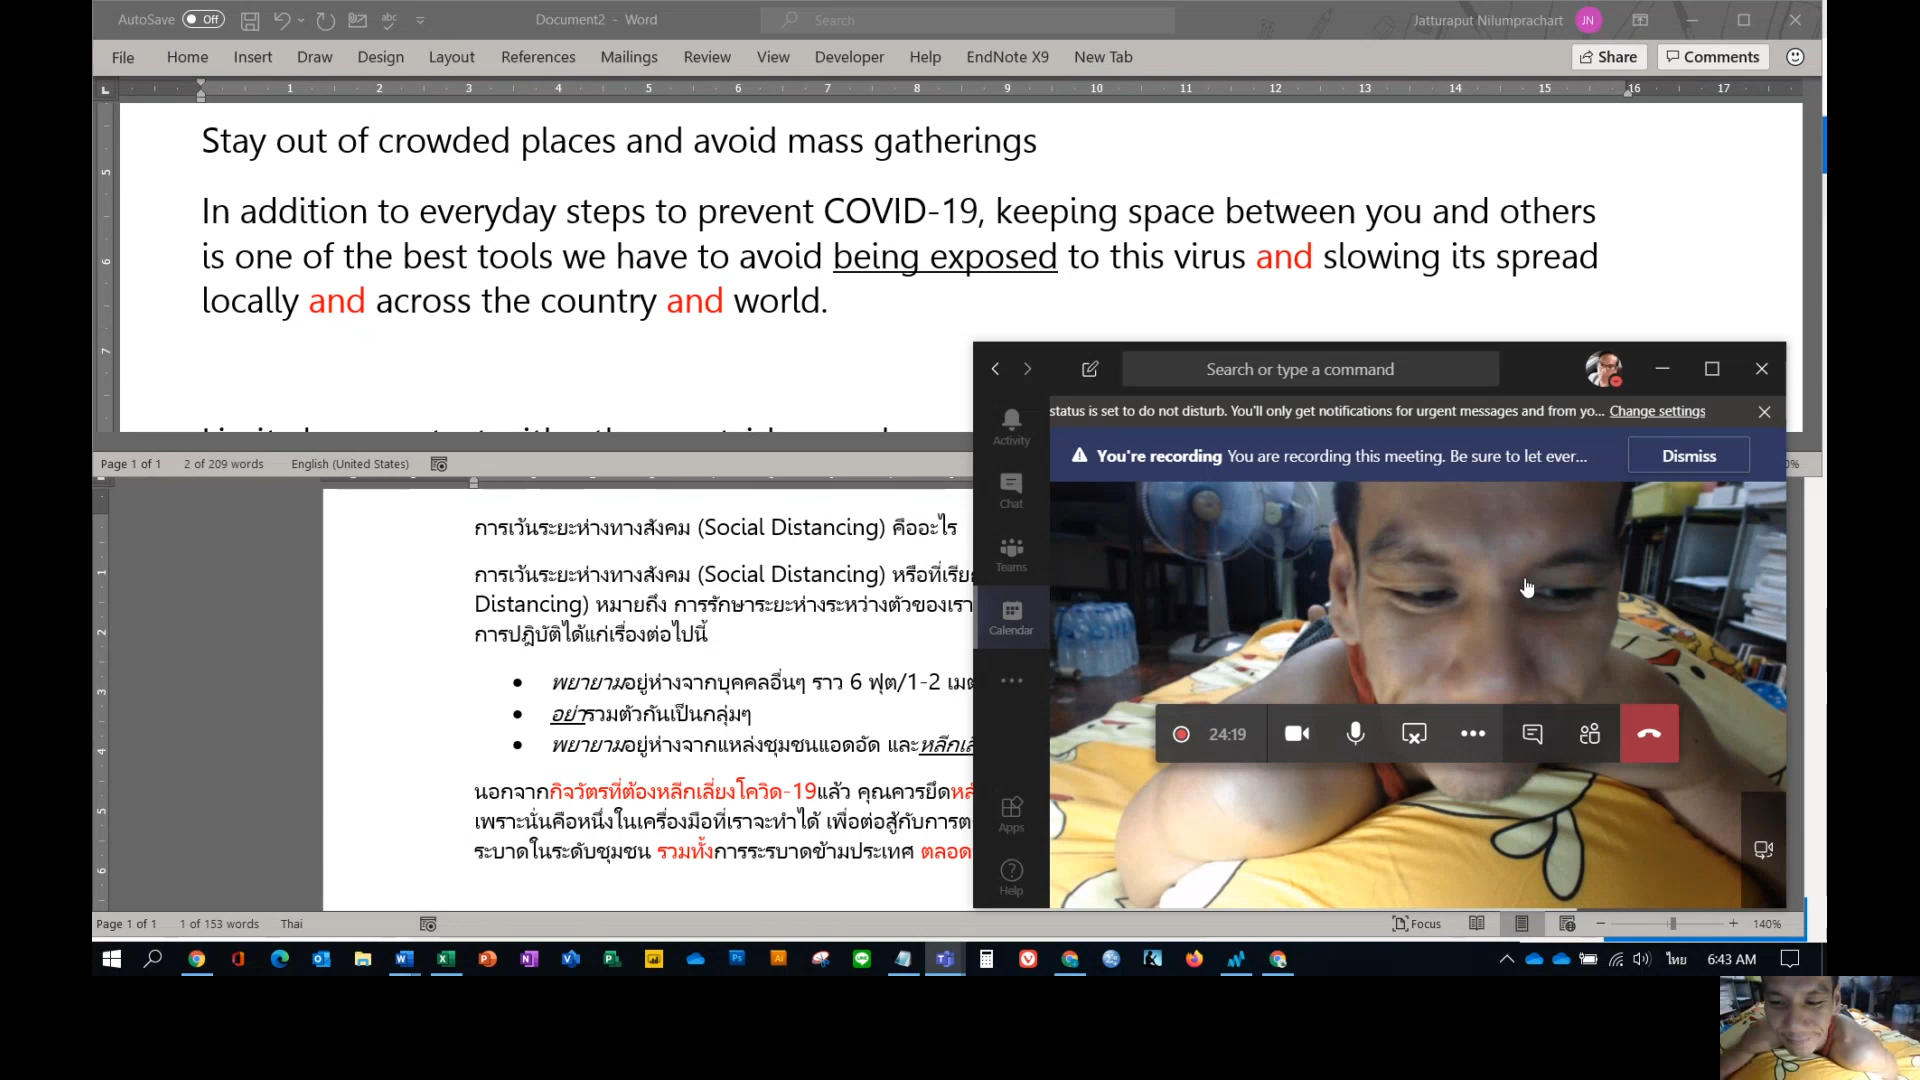 AutoSave Off Document2 - Word Search Jatturaput Nilumprachart JN
File Home Insert Draw Design Layout References Mailings Review View Developer Help EndNote X9 New Tab Share Comments
1 2 3 4 5 6 7 8 9 10 11 12 13 14 15 16 17
Stay out of crowded places and avoid mass gatherings
In addition to everyday steps to prevent COVID-19, keeping space between you and others
is one of the best tools we have to avoid being exposed to this virus and slowing its spread
locally and across the country and world.
Page 1 of 1 2 of 209 words English (United States)
Search or type a command
status is set to do not disturb. You'll only get notifications for urgent messages and from yo... Change settings
You're recording You are recording this meeting. Be sure to let ever... Dismiss
Activity
Chat
Teams
Calendar
Apps
Help
24:19
การเว้นระยะห่างทางสังคม (Social Distancing) คืออะไร
การเว้นระยะห่างทางสังคม (Social Distancing) หรือที่เรีย
Distancing) หมายถึง การรักษาระยะห่างระหว่างตัวของเรา
การปฎิบัติได้แก่เรื่องต่อไปนี้
• พยายามอยู่ห่างจากบุคคลอื่นๆ ราว 6 ฟุต/1-2 เมต
• อย่ารวมตัวกันเป็นกลุ่มๆ
• พยายามอยู่ห่างจากแหล่งชุมชนแออัด และหลีกเลี่
นอกจากกิจวัตรที่ต้องหลีกเลี่ยงโควิด-19แล้ว คุณควรยึดหลั
เพราะนั่นคือหนึ่งในเครื่องมือที่เราจะทำได้ เพื่อต่อสู้กับการต
ระบาดในระดับชุมชน รวมทั้งการระรบาดข้ามประเทศ ตลอด
Page 1 of 1 1 of 153 words Thai Focus 140%
ไทย 6:43 AM